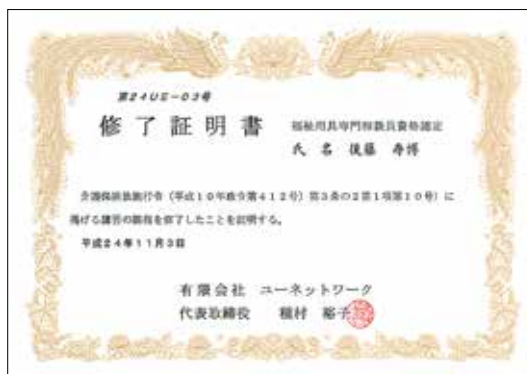 第24UE-03号
修了証明書
福祉用具専門相談員資格認定
氏名 後藤 寿博
介護保険法施行令(平成10年政令第412号)第3条の2第1項第10号)に
掲げる講習の課程を修了したことを証明する。
平成24年11月3日
有限会社 ユーネットワーク
代表取締役 種村 裕子